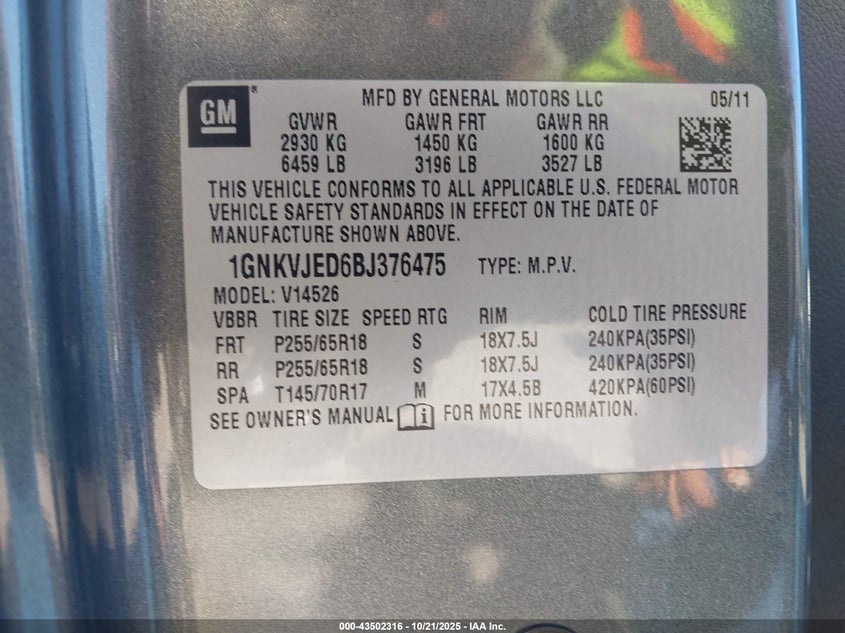 GM ® MFD BY GENERAL MOTORS LLC 05/11
GVWR GAWR FRT GAWR RR
2930 KG 1450 KG 1600 KG
6459 LB 3196 LB 3527 LB
THIS VEHICLE CONFORMS TO ALL APPLICABLE U.S. FEDERAL MOTOR
VEHICLE SAFETY STANDARDS IN EFFECT ON THE DATE OF
MANUFACTURE SHOWN ABOVE.
1GNKVJED6BJ376475 TYPE: M.P.V.
MODEL: V14526
VBBR TIRE SIZE SPEED RTG RIM COLD TIRE PRESSURE
FRT P255/65R18 S 18X7.5J 240KPA(35PSI)
RR P255/65R18 S 18X7.5J 240KPA(35PSI)
SPA T145/70R17 M 17X4.5B 420KPA(60PSI)
SEE OWNER'S MANUAL i FOR MORE INFORMATION.
000-43502316 - 10/21/2025 - IAA Inc.